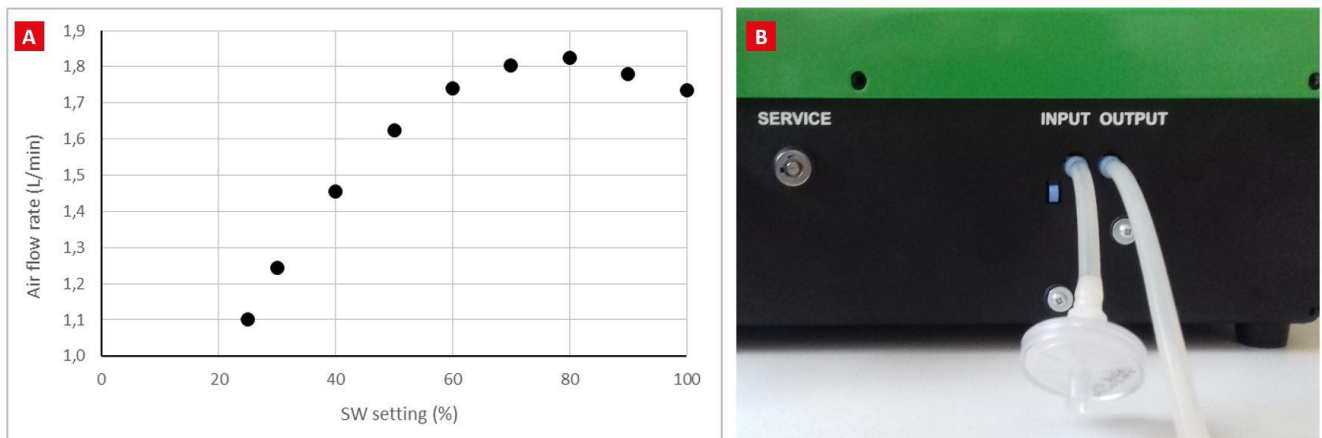 A
1,9
1,8
1,7
1,6
1,5
1,4
1,3
1,2
1,1
1,0
0
20
40
60
80
100
Air flow rate (L/min)
SW setting (%)
B
SERVICE
INPUT OUTPUT